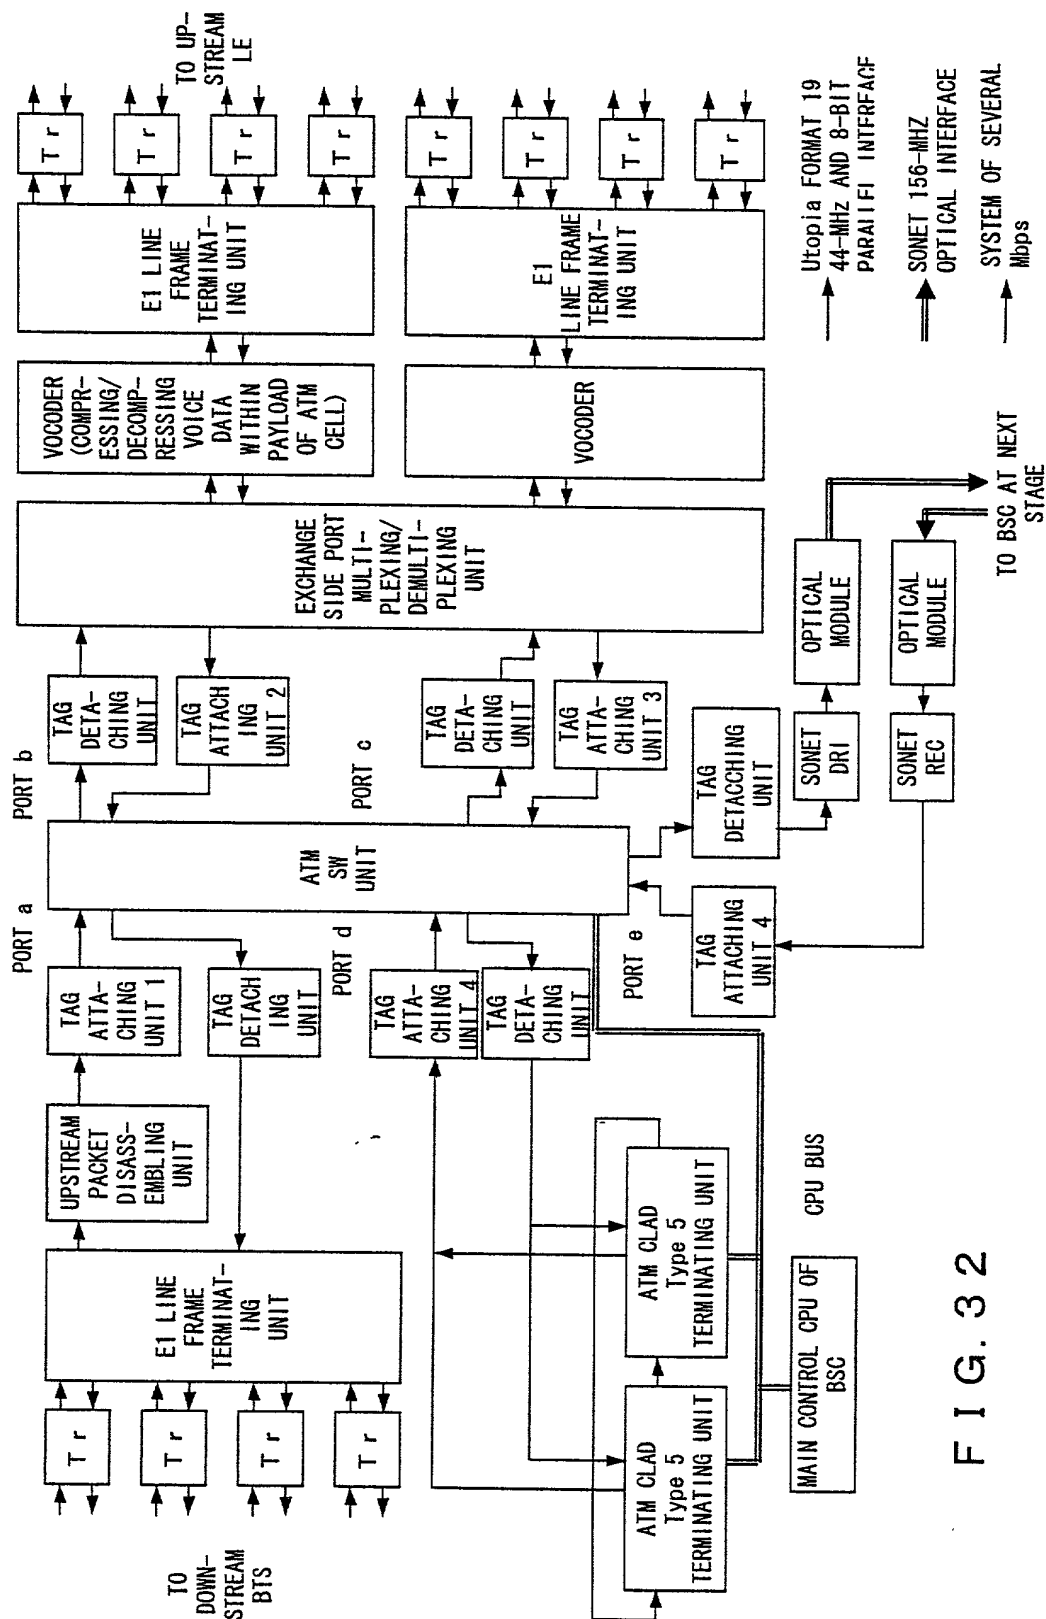 TO
DOWN-
STREAM
BTS
Tr
Tr
Tr
Tr
E1 LINE
FRAME
TERMINAT-
ING UNIT
UPSTREAM
PACKET
DISASS-
EMBLING
UNIT
TAG
ATTA-
CHING
UNIT 1
TAG
DETACH
ING
UNIT
PORT a
PORT b
PORT d
PORT c
TAG
ATTA-
CHING
UNIT 4
TAG
DETA-
CHING
UNIT
ATM
SW
UNIT
TAG
DETA-
CHING
UNIT
TAG
ATTACH
ING
UNIT 2
TAG
DETA-
CHING
UNIT
TAG
ATTA-
CHING
UNIT 3
EXCHANGE
SIDE PORT
MULTI-
PLEXING/
DEMULTI-
PLEXING
UNIT
VOCODER
(COMPR-
ESSING/
DECOMP-
RESSING
VOICE
DATA
WITHIN
PAYLOAD
OF ATM
CELL)
VOCODER
E1 LINE
FRAME
TERMINAT-
ING UNIT
E1
LINE FRAME
TERMINAT-
ING UNIT
Tr
Tr
Tr
Tr
Tr
Tr
Tr
Tr
TO UP-
STREAM
LE
ATM CLAD
Type 5
TERMINATING UNIT
ATM CLAD
Type 5
TERMINATING UNIT
MAIN CONTROL CPU OF
BSC
CPU BUS
PORT e
TAG
ATTACHING
UNIT 4
TAG
DETACCHING
UNIT
SONET
DRI
SONET
REC
OPTICAL
MODULE
OPTICAL
MODULE
TO BSC AT NEXT
STAGE
Utopia FORMAT 19
44-MHz AND 8-BIT
PARAIIFI INTFRFACF
SONET 156-MHZ
OPTICAL INTERFACE
SYSTEM OF SEVERAL
Mbps
FIG. 32